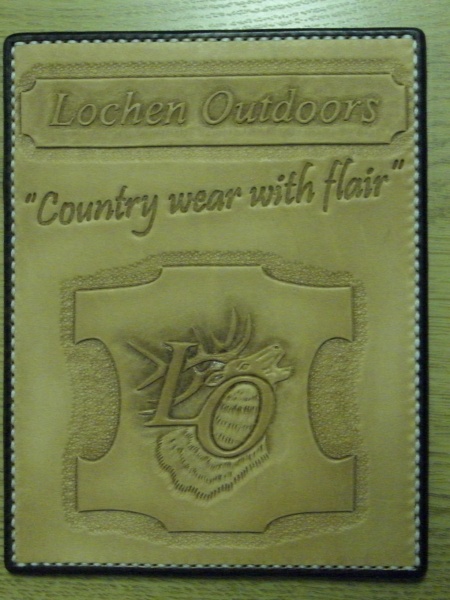 Lochen Outdoors
"Country wear with flair"
LO